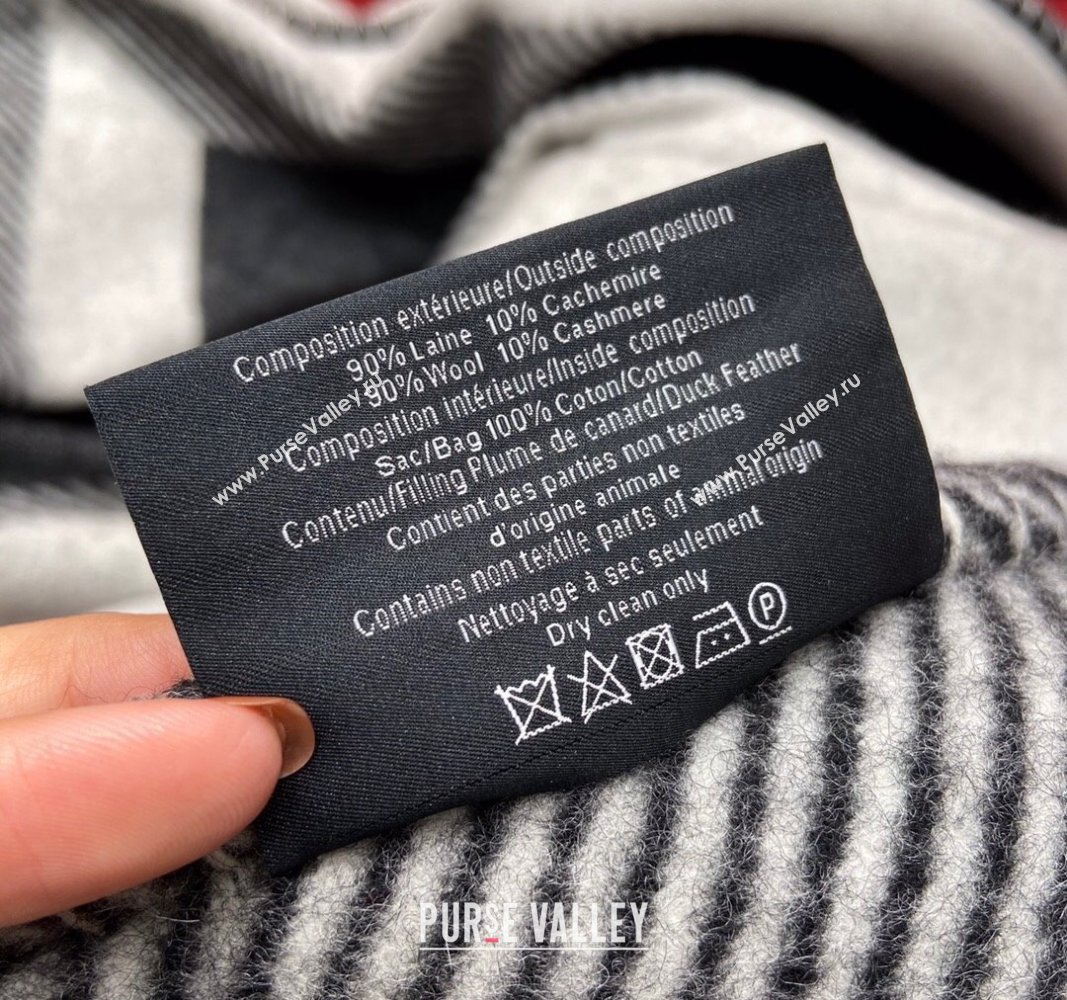 Composition extérieure/Outside composition
90% Laine 10% Cachemire
90% Wool 10% Cashmere
Composition intérieure/Inside composition
Sac/Bag 100% Coton/Cotton
Contenu/Filling Plume de canard/Duck Feather
Contient des parties non textiles
d'origine animale
Contains non textile parts of animal origin
Nettoyage à sec seulement
Dry clean only
P
www.PurseValley.ru
www.PurseValley.ru
PURSE VALLEY